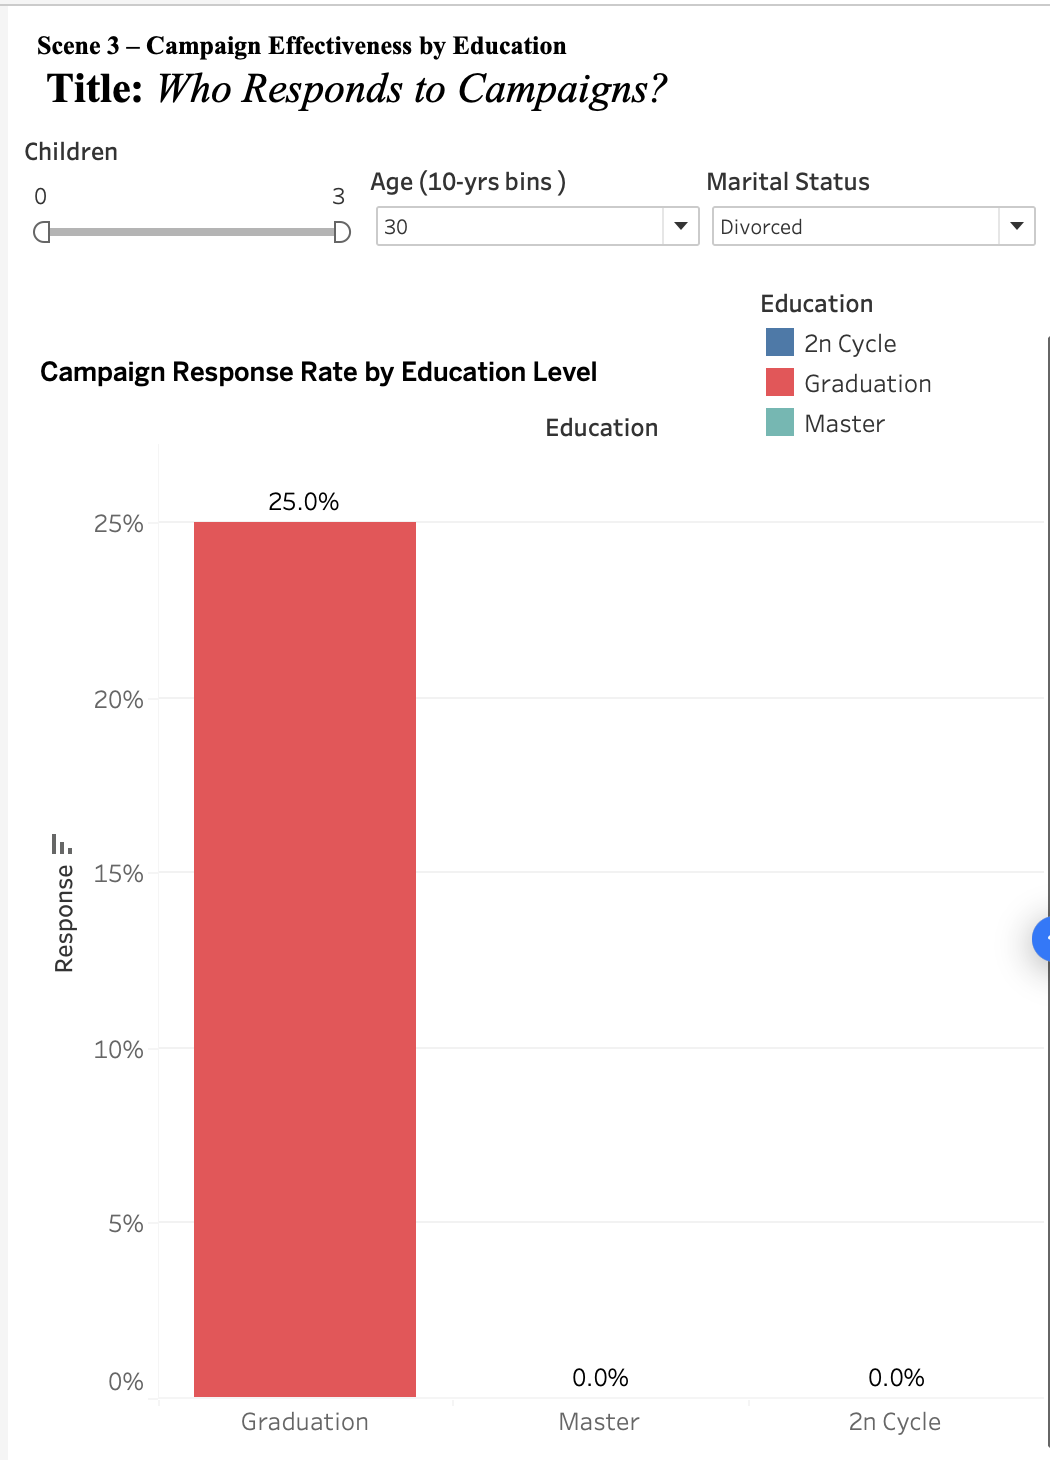 Scene 3 – Campaign Effectiveness by Education
Title: Who Responds to Campaigns?
Children
0 3
Age (10-yrs bins )
30
Marital Status
Divorced
Education
2n Cycle
Graduation
Master
Campaign Response Rate by Education Level
Education
Response
25%
20%
15%
10%
5%
0%
25.0%
0.0%
0.0%
Graduation
Master
2n Cycle